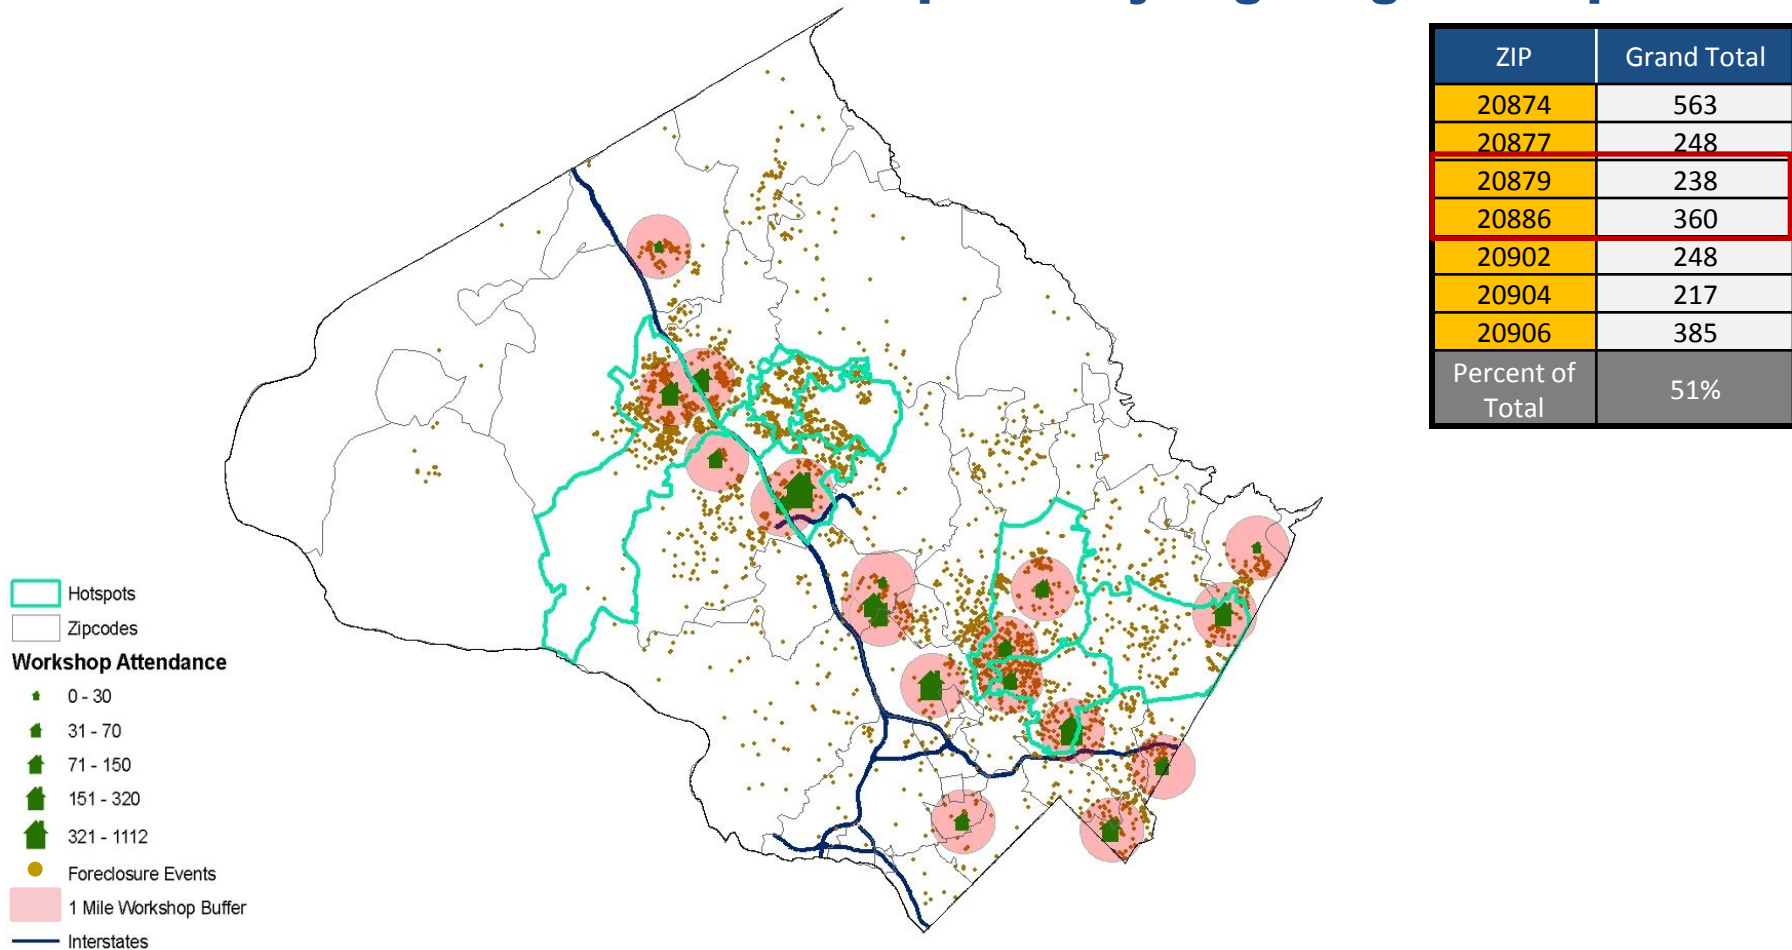 ZIP Grand Total
20874 563
20877 248
20879 238
20886 360
20902 248
20904 217
20906 385
Percent of
Total 51%
Hotspots
Zipcodes
Workshop Attendance
0 - 30
31 - 70
71 - 150
151 - 320
321 - 1112
Foreclosure Events
1 Mile Workshop Buffer
Interstates